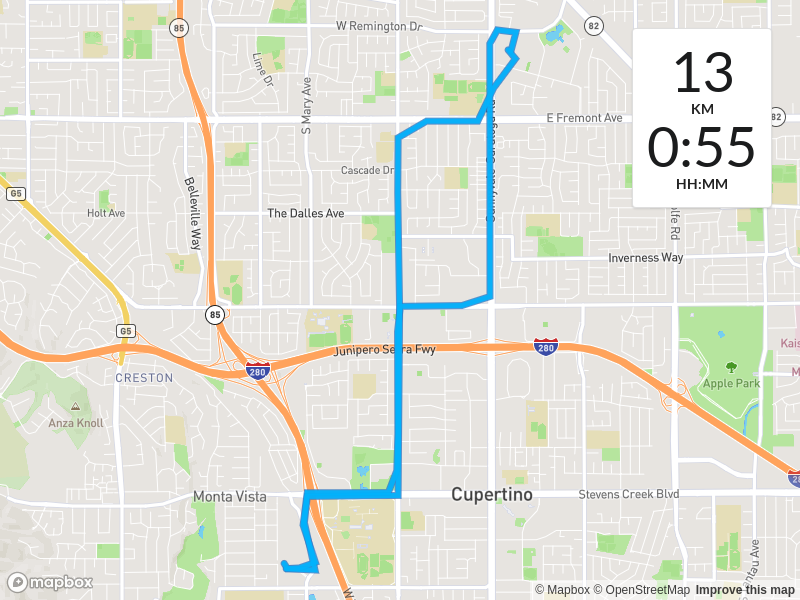 W Remington Dr
82
85
13
KM
0:55
HH:MM
Lime Dr
S Mary Ave
E Fremont Ave
82
Cascade Dr
G5
Belleville Way
Holt Ave
The Dalles Ave
Inverness Way
85
G5
Junipero Serra Fwy
280
280
CRESTON
Apple Park
Anza Knoll
Monta Vista
Cupertino
Stevens Creek Blvd
mapbox
© Mapbox © OpenStreetMap Improve this map